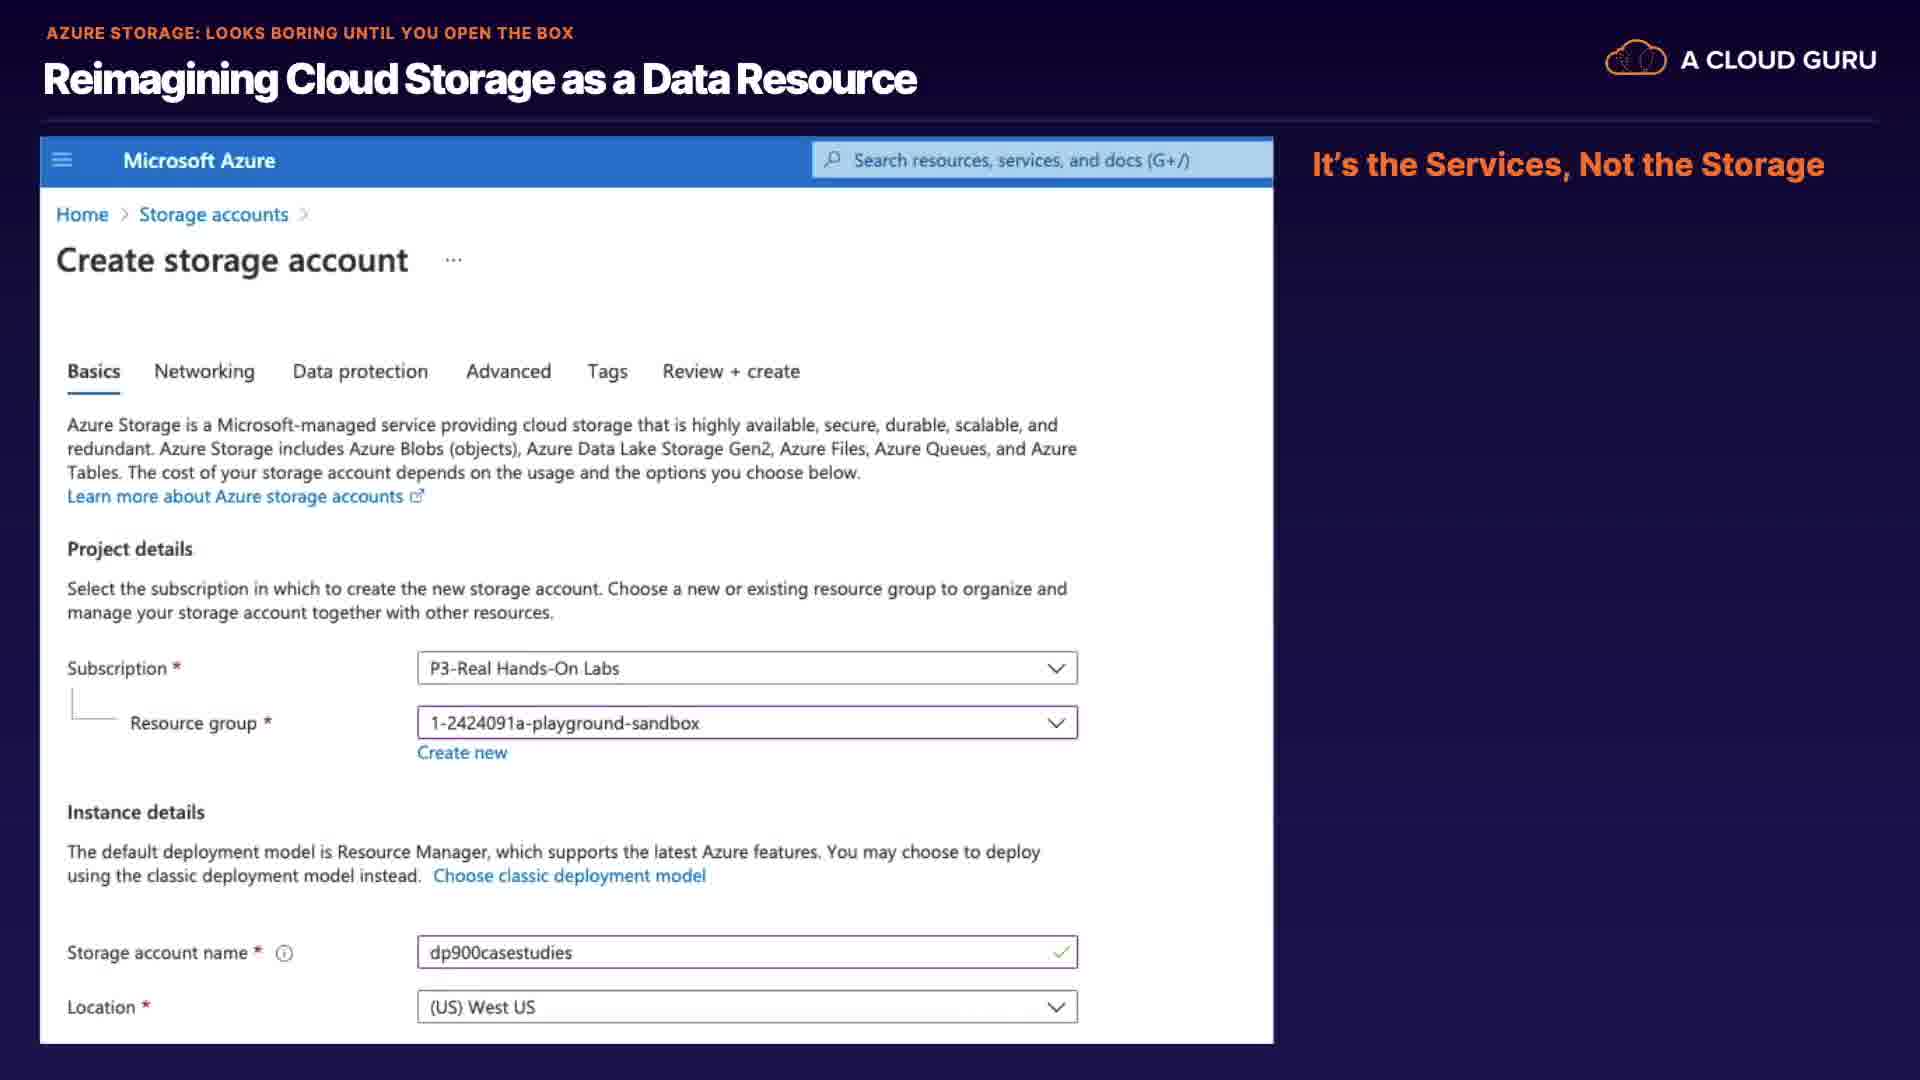 AZURE STORAGE: LOOKS BORING UNTIL YOU OPEN THE BOX
Reimagining Cloud Storage as a Data Resource
A CLOUD GURU
Microsoft Azure
Search resources, services, and docs (G+/)
It's the Services, Not the Storage
Home > Storage accounts >
Create storage account ...
Basics Networking Data protection Advanced Tags Review + create
Azure Storage is a Microsoft-managed service providing cloud storage that is highly available, secure, durable, scalable, and
redundant. Azure Storage includes Azure Blobs (objects), Azure Data Lake Storage Gen2, Azure Files, Azure Queues, and Azure
Tables. The cost of your storage account depends on the usage and the options you choose below.
Learn more about Azure storage accounts
Project details
Select the subscription in which to create the new storage account. Choose a new or existing resource group to organize and
manage your storage account together with other resources.
Subscription * P3-Real Hands-On Labs
Resource group * 1-2424091a-playground-sandbox
Create new
Instance details
The default deployment model is Resource Manager, which supports the latest Azure features. You may choose to deploy
using the classic deployment model instead. Choose classic deployment model
Storage account name * dp900casestudies
Location * (US) West US